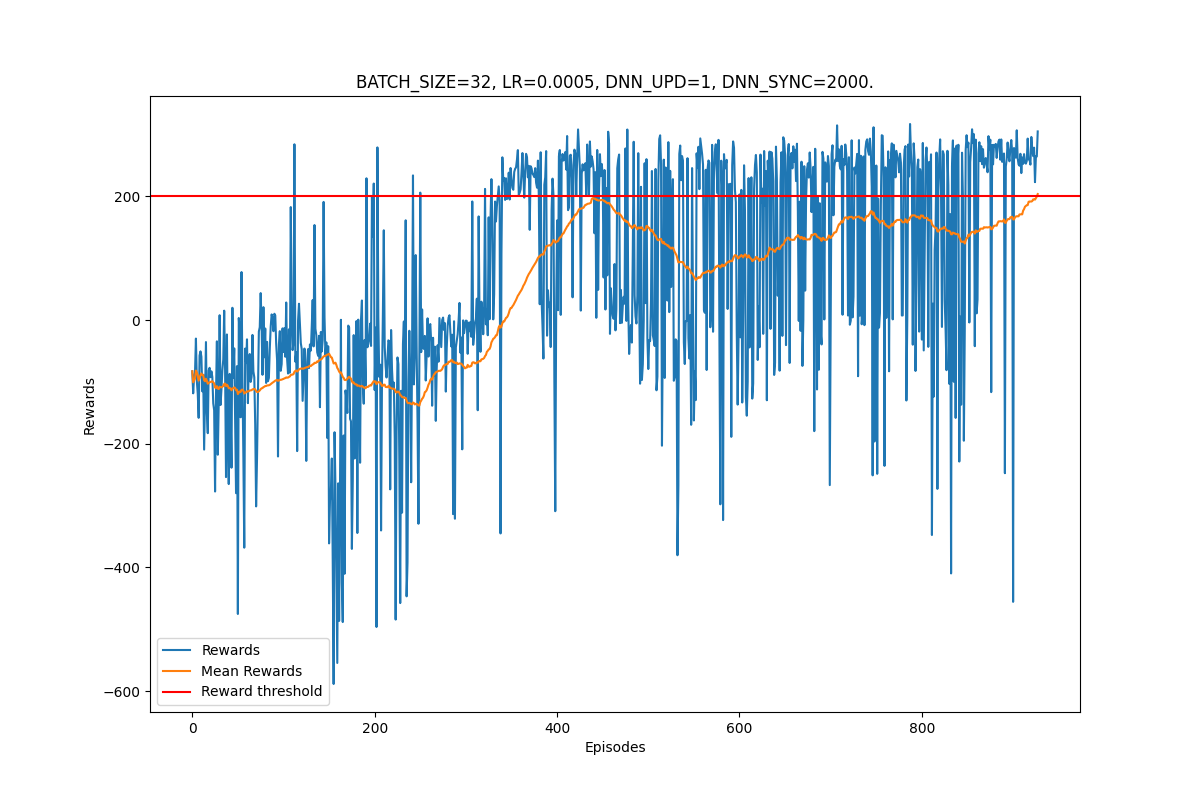 BATCH_SIZE=32, LR=0.0005, DNN_UPD=1, DNN_SYNC=2000.
Rewards
200
0
−200
−400
−600
Rewards
Mean Rewards
Reward threshold
0
200
400
600
800
Episodes